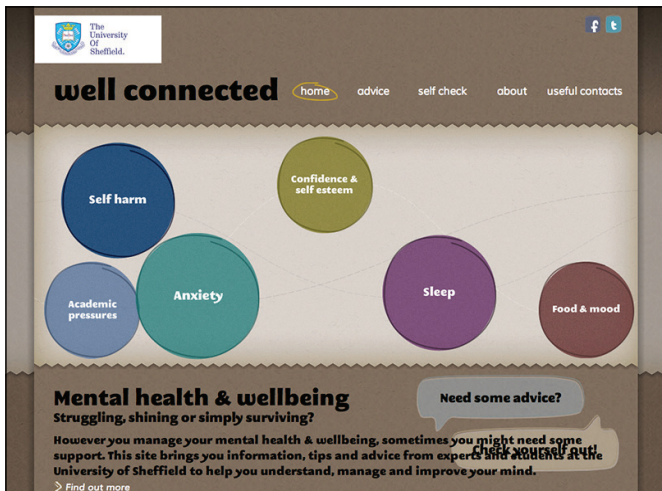 The
University
Of
Sheffield.
f t
well connected
home advice self check about useful contacts
Confidence &
self esteem
Self harm
Academic
pressures
Anxiety
Sleep
Food & mood
Mental health & wellbeing
Struggling, shining or simply surviving?
Need some advice?
However you manage your mental health & wellbeing, sometimes you might need some
Check yourself out!
support. This site brings you information, tips and advice from experts and students at the
University of Sheffield to help you understand, manage and improve your mind.
Find out more